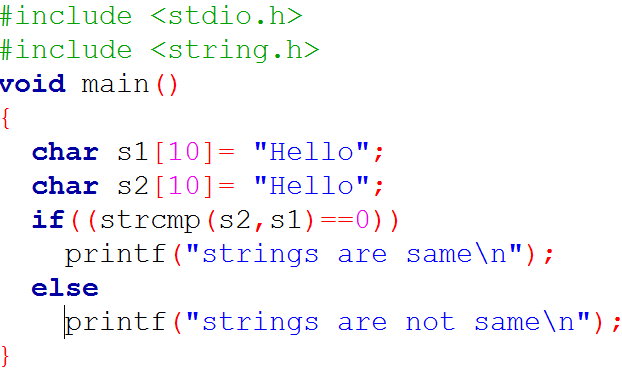 #include <stdio.h>
#include <string.h>
void main()
{
  char s1[10]= "Hello";
  char s2[10]= "Hello";
  if((strcmp(s2,s1)==0))
    printf("strings are same\n");
  else
    printf("strings are not same\n");
}